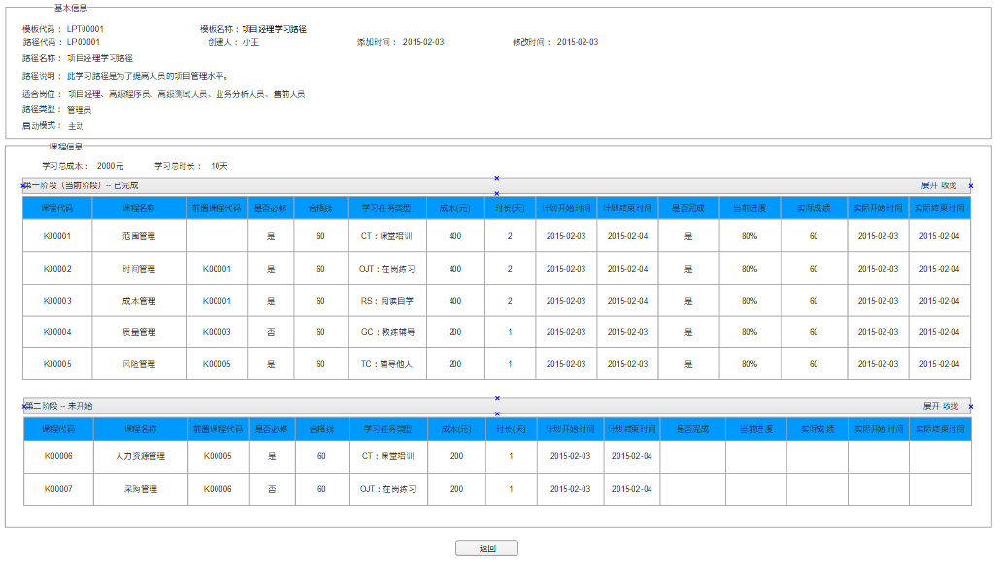 基本信息
模板代码： LPT00001 模板名称：项目经理学习路径
路径代码： LP00001 创建人：小王 添加时间： 2015-02-03 修改时间： 2015-02-03
路径名称： 项目经理学习路径
路径说明： 此学习路径是为了提高人员的项目管理水平。
适合岗位： 项目经理、高级程序员、高级测试人员、业务分析人员、售前人员
路径类型： 管理员
启动模式： 主动
课程信息
学习总成本： 2000元 学习总时长： 10天
第一阶段（当前阶段）-- 已完成 展开 收拢
课程代码 课程名称 前置课程代码 是否必修 合格线 学习任务类型 成本(元) 时长(天) 计划开始时间 计划结束时间 是否完成 当前进度 实际成绩 实际开始时间 实际结束时间
K00001 范围管理 是 60 CT：课堂培训 400 2 2015-02-03 2015-02-04 是 80% 60 2015-02-03 2015-02-04
K00002 时间管理 K00001 是 60 OJT：在岗练习 400 2 2015-02-03 2015-02-04 是 80% 60 2015-02-03 2015-02-04
K00003 成本管理 K00001 是 60 RS：阅读自学 400 2 2015-02-03 2015-02-04 是 80% 60 2015-02-03 2015-02-04
K00004 质量管理 K00003 否 60 GC：教练辅导 200 1 2015-02-03 2015-02-03 是 80% 60 2015-02-03 2015-02-04
K00005 风险管理 K00005 是 60 TC：辅导他人 200 1 2015-02-03 2015-02-03 是 80% 60 2015-02-03 2015-02-04
第二阶段 -- 未开始 展开 收拢
课程代码 课程名称 前置课程代码 是否必修 合格线 学习任务类型 成本(元) 时长(天) 计划开始时间 计划结束时间 是否完成 当前进度 实际成绩 实际开始时间 实际结束时间
K00006 人力资源管理 K00005 是 60 CT：课堂培训 200 1 2015-02-03 2015-02-04
K00007 采购管理 K00006 否 60 OJT：在岗练习 200 1 2015-02-03 2015-02-04
返回